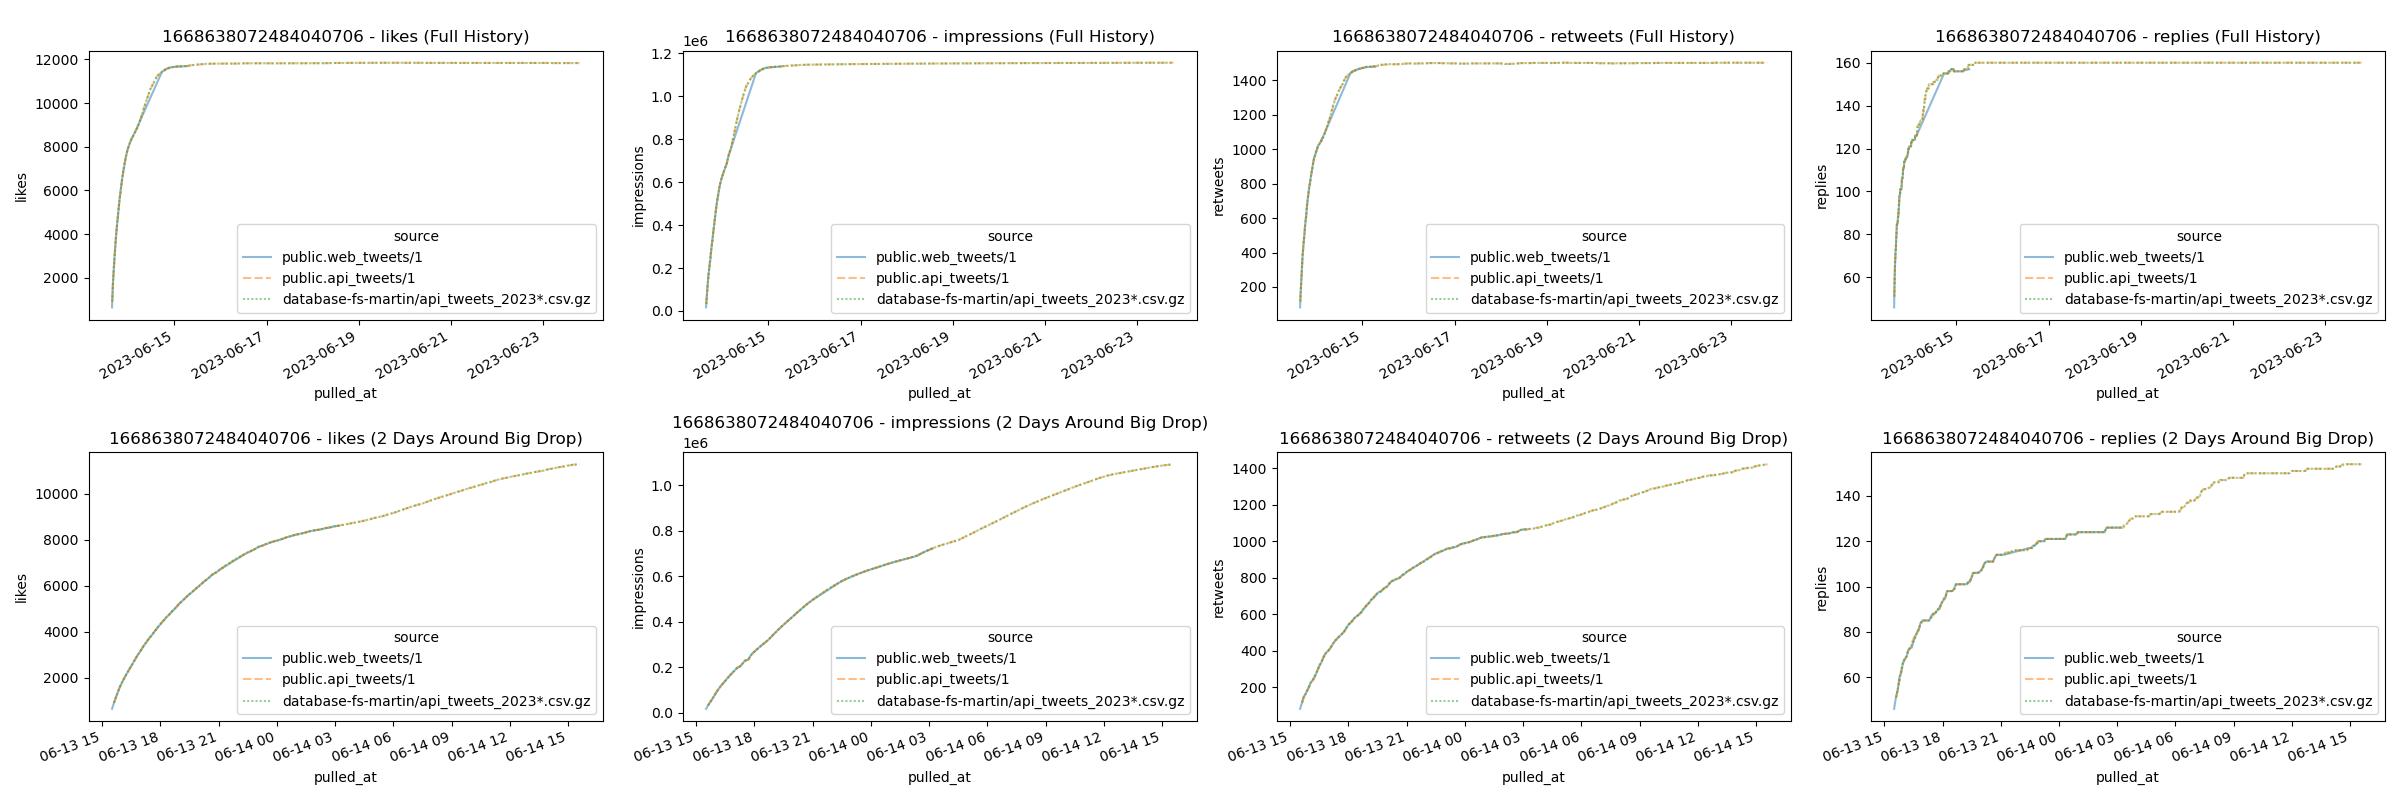 1668638072484040706 - likes (Full History)
12000
10000
8000
6000
4000
2000
likes
source
public.web_tweets/1
public.api_tweets/1
database-fs-martin/api_tweets_2023*.csv.gz
2023-06-15
2023-06-17
2023-06-19
2023-06-21
2023-06-23
pulled_at
1668638072484040706 - impressions (Full History)
1e6
1.2
1.0
0.8
0.6
0.4
0.2
0.0
impressions
source
public.web_tweets/1
public.api_tweets/1
database-fs-martin/api_tweets_2023*.csv.gz
2023-06-15
2023-06-17
2023-06-19
2023-06-21
2023-06-23
pulled_at
1668638072484040706 - retweets (Full History)
1400
1200
1000
800
600
400
200
retweets
source
public.web_tweets/1
public.api_tweets/1
database-fs-martin/api_tweets_2023*.csv.gz
2023-06-15
2023-06-17
2023-06-19
2023-06-21
2023-06-23
pulled_at
1668638072484040706 - replies (Full History)
160
140
120
100
80
60
replies
source
public.web_tweets/1
public.api_tweets/1
database-fs-martin/api_tweets_2023*.csv.gz
2023-06-15
2023-06-17
2023-06-19
2023-06-21
2023-06-23
pulled_at
1668638072484040706 - likes (2 Days Around Big Drop)
10000
8000
6000
4000
2000
likes
source
public.web_tweets/1
public.api_tweets/1
database-fs-martin/api_tweets_2023*.csv.gz
06-13 15
06-13 18
06-13 21
06-14 00
06-14 03
06-14 06
06-14 09
06-14 12
06-14 15
pulled_at
1668638072484040706 - impressions (2 Days Around Big Drop)
1e6
1.0
0.8
0.6
0.4
0.2
0.0
impressions
source
public.web_tweets/1
public.api_tweets/1
database-fs-martin/api_tweets_2023*.csv.gz
06-13 15
06-13 18
06-13 21
06-14 00
06-14 03
06-14 06
06-14 09
06-14 12
06-14 15
pulled_at
1668638072484040706 - retweets (2 Days Around Big Drop)
1400
1200
1000
800
600
400
200
retweets
source
public.web_tweets/1
public.api_tweets/1
database-fs-martin/api_tweets_2023*.csv.gz
06-13 15
06-13 18
06-13 21
06-14 00
06-14 03
06-14 06
06-14 09
06-14 12
06-14 15
pulled_at
1668638072484040706 - replies (2 Days Around Big Drop)
140
120
100
80
60
replies
source
public.web_tweets/1
public.api_tweets/1
database-fs-martin/api_tweets_2023*.csv.gz
06-13 15
06-13 18
06-13 21
06-14 00
06-14 03
06-14 06
06-14 09
06-14 12
06-14 15
pulled_at